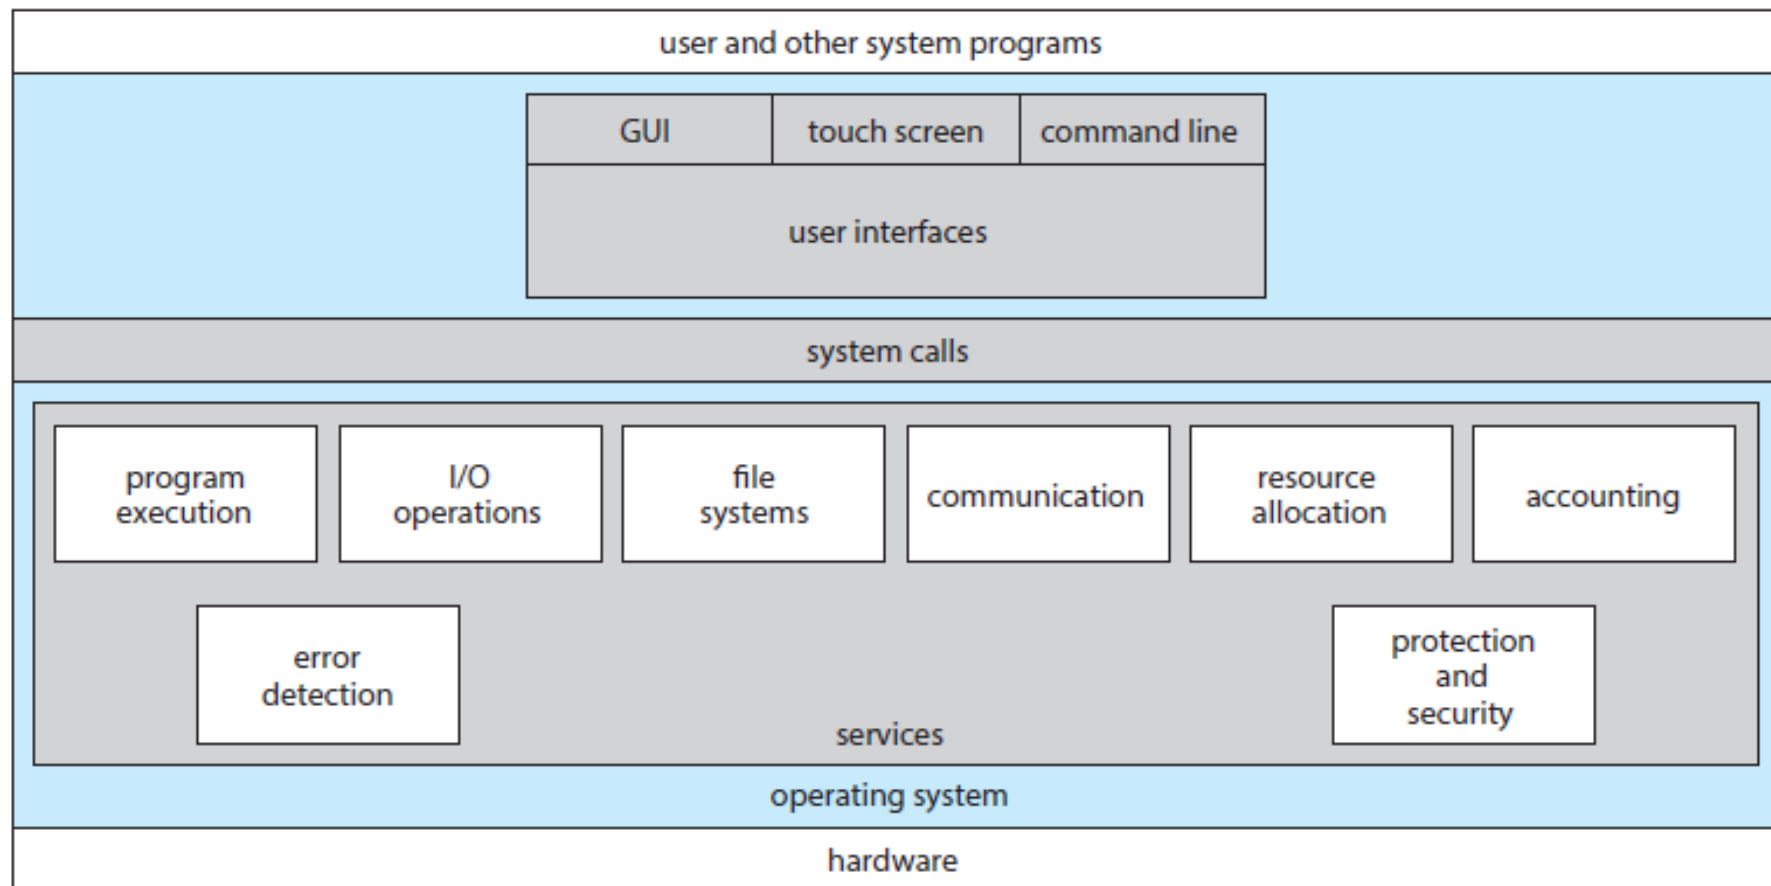 user and other system programs
GUI
touch screen
command line
user interfaces
system calls
program
execution
I/O
operations
file
systems
communication
resource
allocation
accounting
error
detection
protection
and
security
services
operating system
hardware